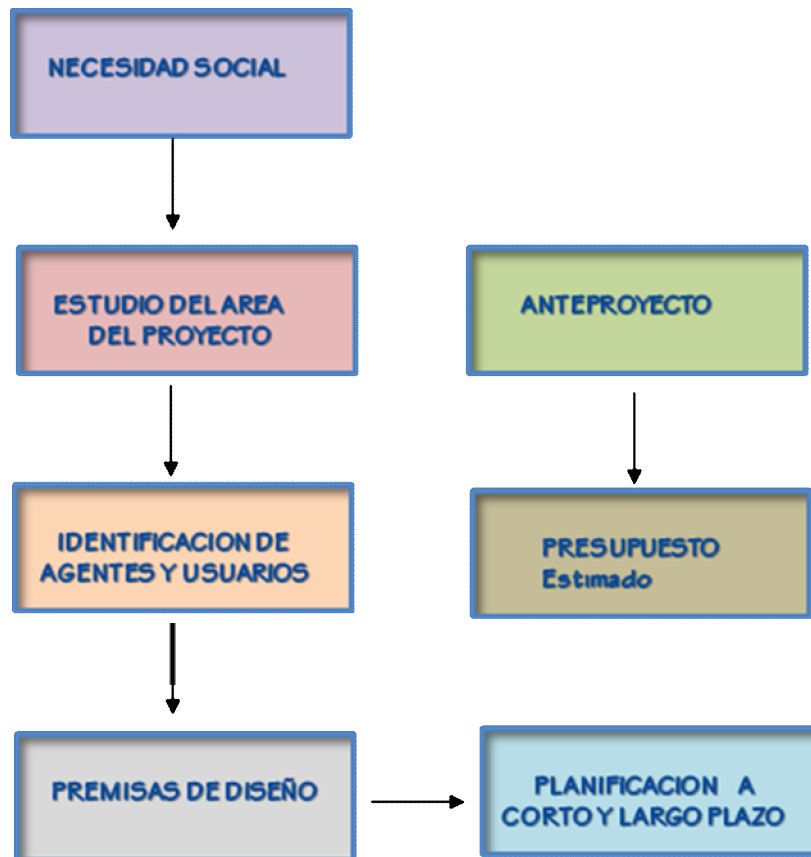 NECESIDAD SOCIAL
ESTUDIO DEL AREA
DEL PROYECTO
IDENTIFICACION DE
AGENTES Y USUARIOS
PREMISAS DE DISEÑO
ANTEPROYECTO
PRESUPUESTO
Estimado
PLANIFICACION A
CORTO Y LARGO PLAZO